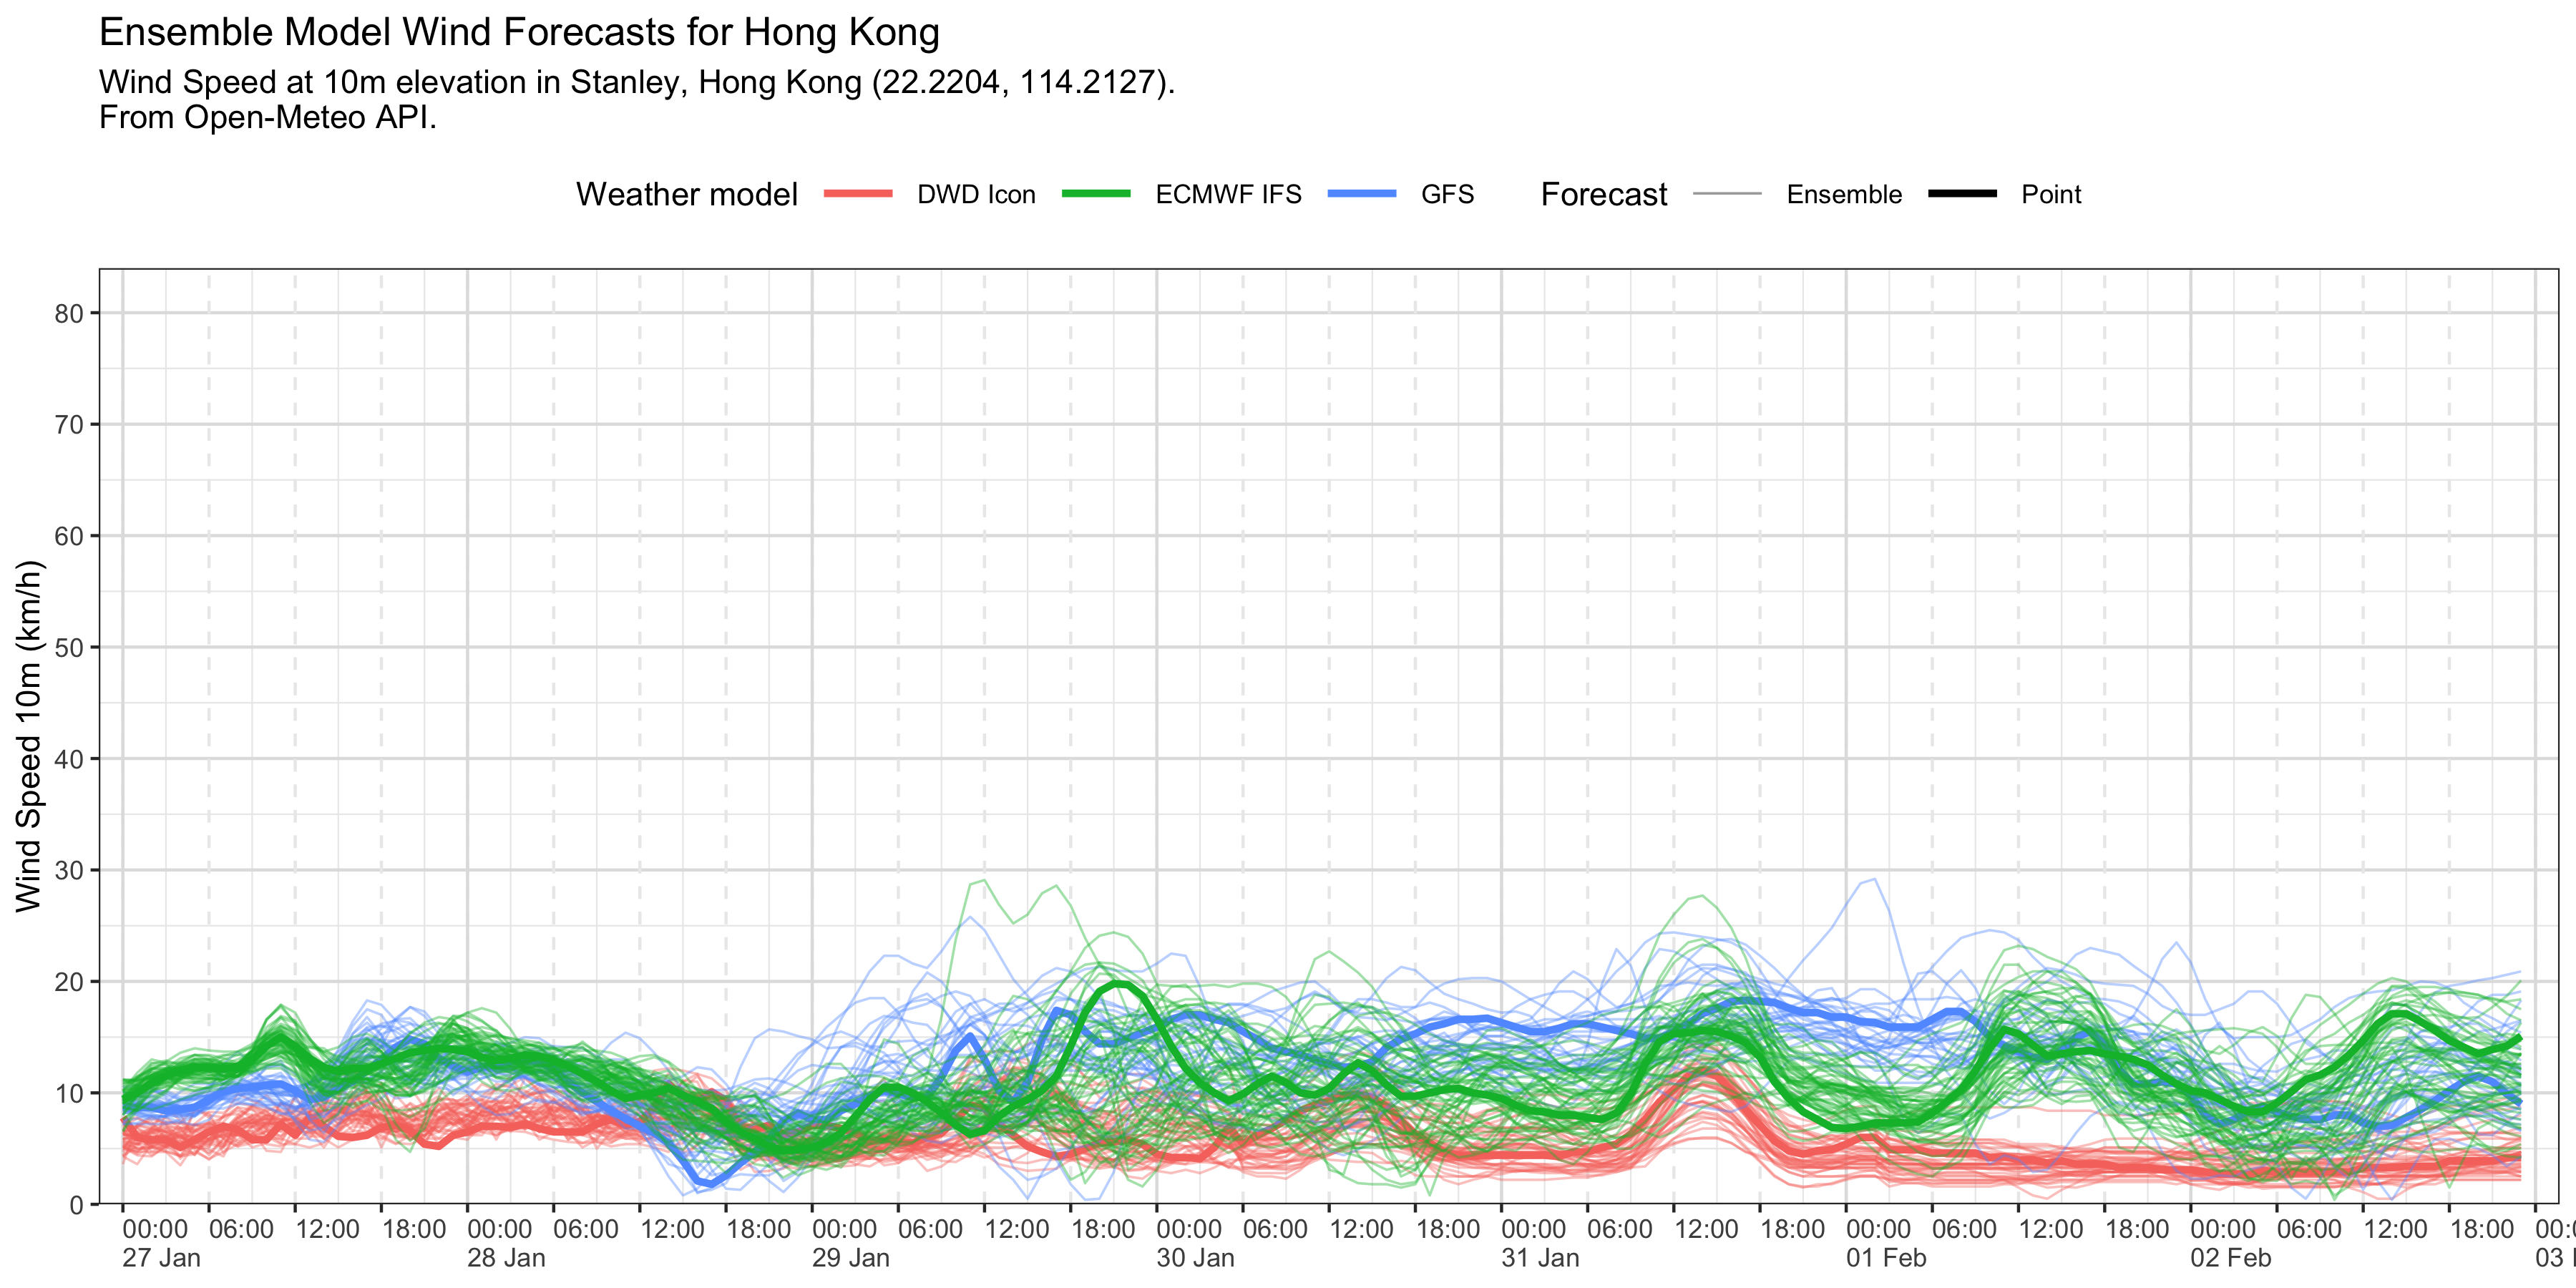 Ensemble Model Wind Forecasts for Hong Kong
Wind Speed at 10m elevation in Stanley, Hong Kong (22.2204, 114.2127).
From Open-Meteo API.
Weather model DWD Icon ECMWF IFS GFS Forecast Ensemble Point
Wind Speed 10m (km/h)
80
70
60
50
40
30
20
10
0
00:00 06:00 12:00 18:00 00:00 06:00 12:00 18:00 00:00 06:00 12:00 18:00 00:00 06:00 12:00 18:00 00:00 06:00 12:00 18:00 00:00 06:00 12:00 18:00 00:00 06:00 12:00 18:00
27 Jan 28 Jan 29 Jan 30 Jan 31 Jan 01 Feb 02 Feb 03